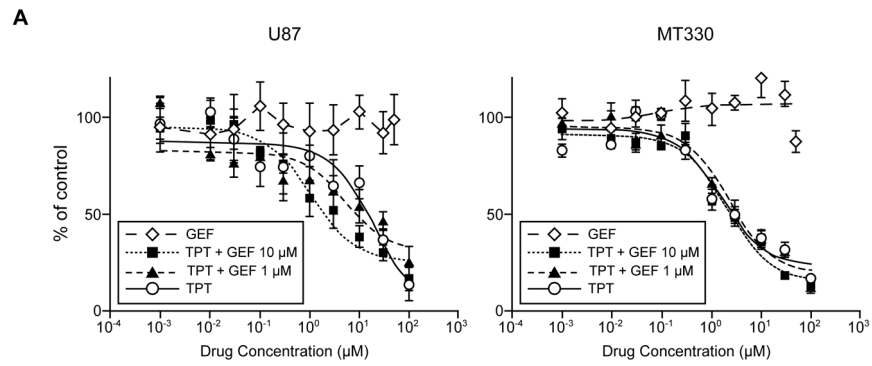 A
U87
MT330
% of control
100
50
0
GEF
TPT + GEF 10 µM
TPT + GEF 1 µM
TPT
10-4 10-3 10-2 10-1 100 101 102 103
Drug Concentration (µM)
100
50
0
GEF
TPT + GEF 10 µM
TPT + GEF 1 µM
TPT
10-4 10-3 10-2 10-1 100 101 102 103
Drug Concentration (µM)